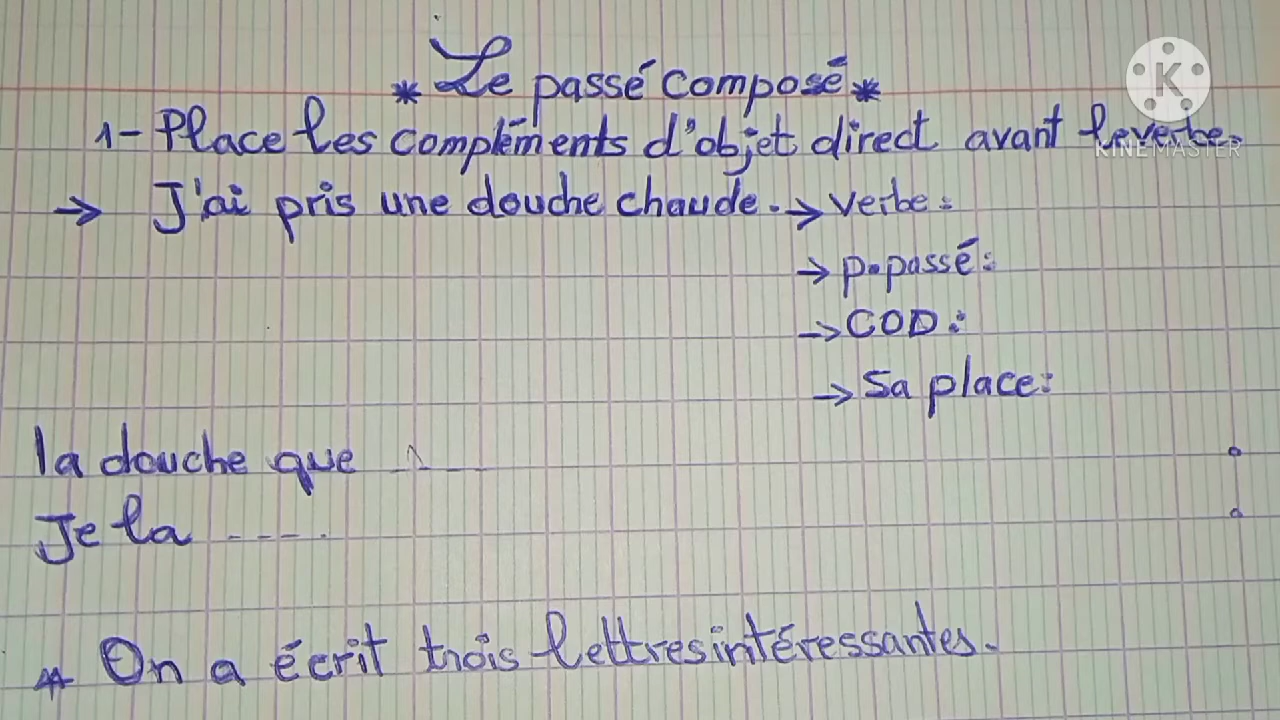 * Le passé composé *
1- Place les compléments d'objet direct avant le verbe.
KINEMASTER
→ J'ai pris une douche chaude. → verbe:
→ p.passé:
→ COD:
→ Sa place:
la douche que ...
Je la ----.
* On a écrit trois lettres intéressantes.